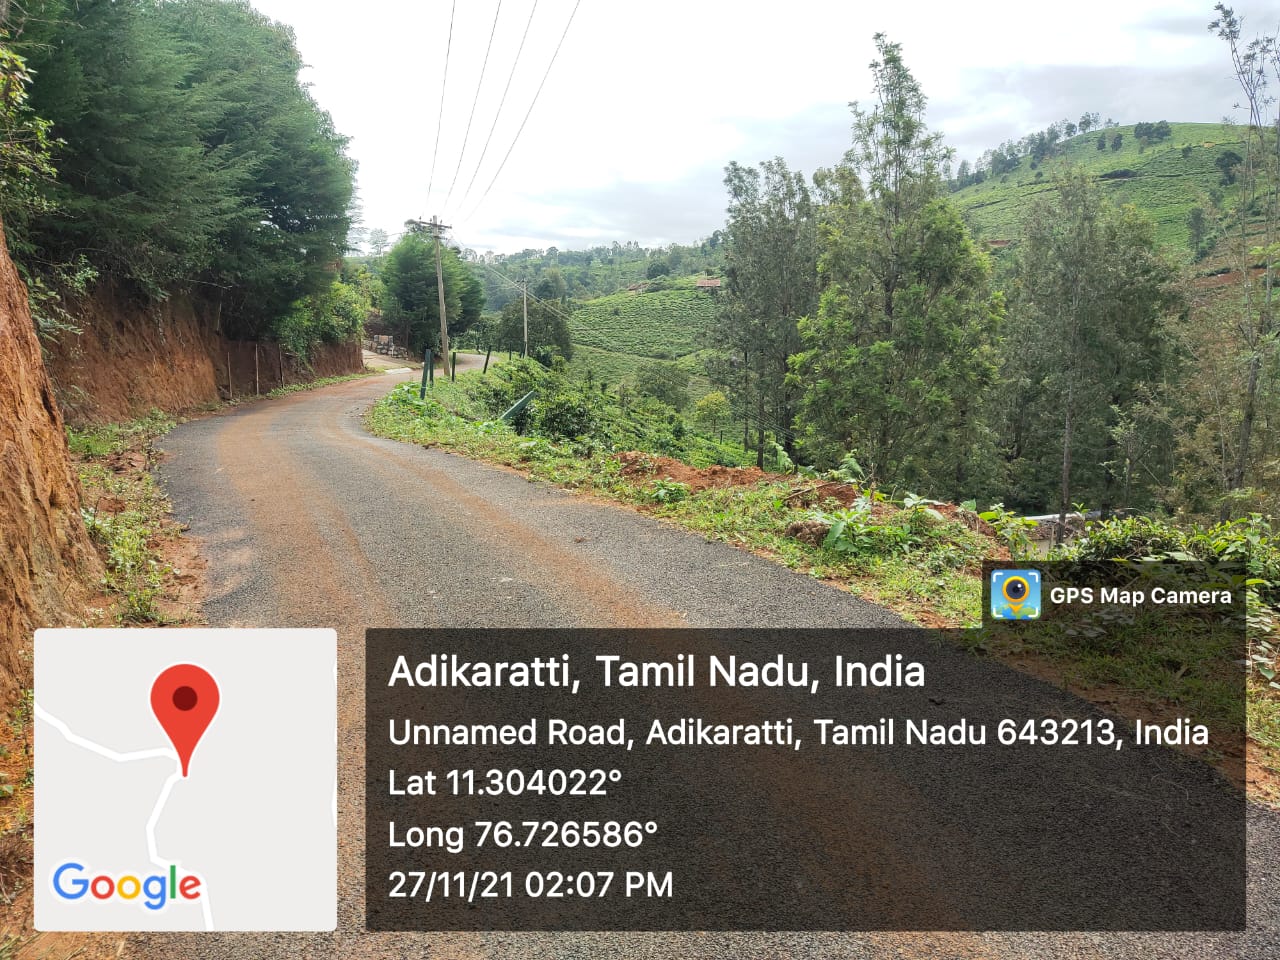 GPS Map Camera
Adikaratti, Tamil Nadu, India
Unnamed Road, Adikaratti, Tamil Nadu 643213, India
Lat 11.304022°
Long 76.726586°
27/11/21 02:07 PM
Google